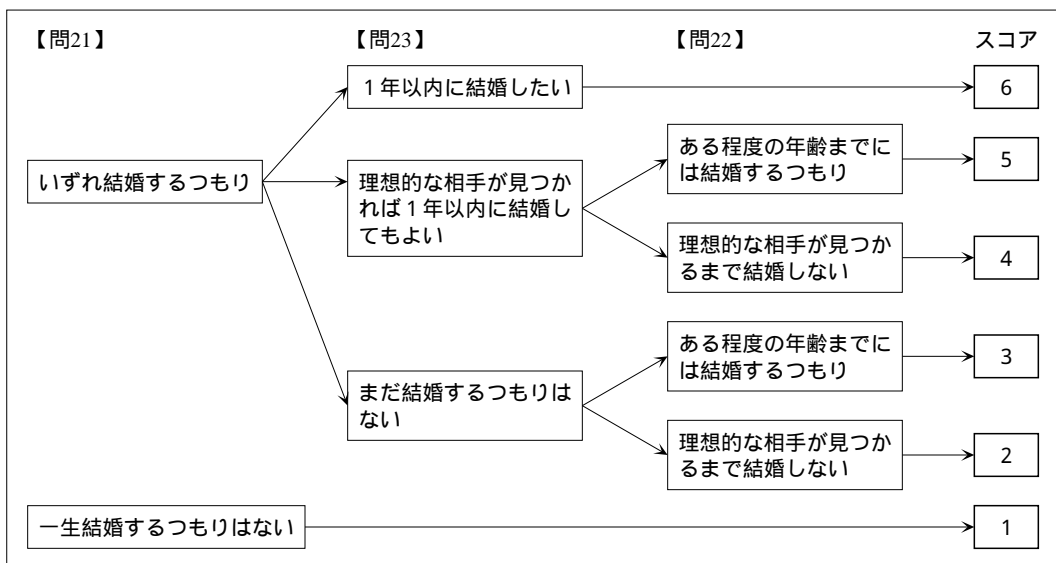 【問21】 【問23】 【問22】 スコア
１年以内に結婚したい
6
いずれ結婚するつもり
理想的な相手が見つか
れば１年以内に結婚し
てもよい
ある程度の年齢までに
は結婚するつもり
5
理想的な相手が見つか
るまで結婚しない
4
まだ結婚するつもりは
ない
ある程度の年齢までに
は結婚するつもり
3
理想的な相手が見つか
るまで結婚しない
2
一生結婚するつもりはない
1